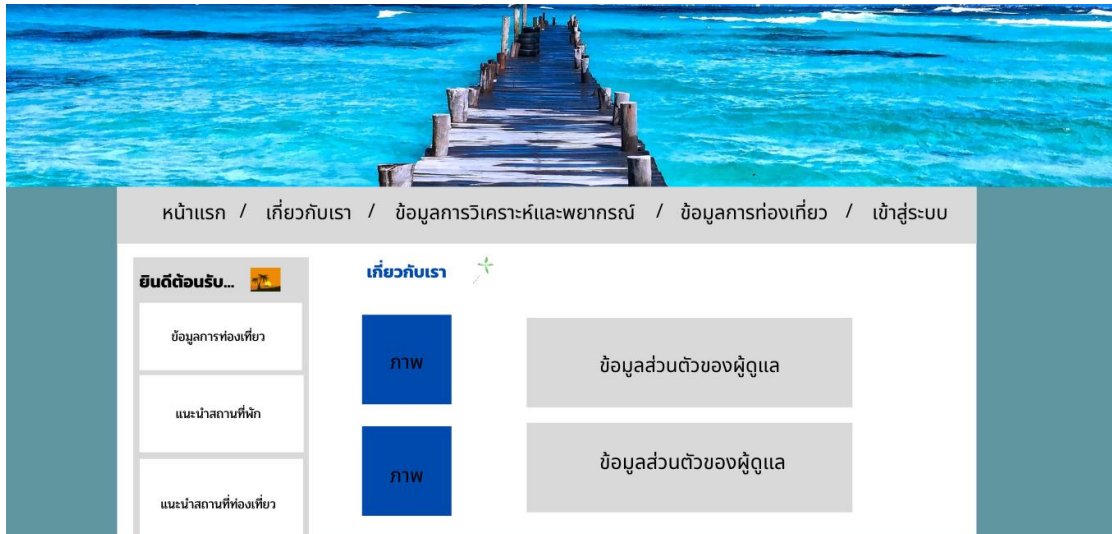 หน้าแรก / เกี่ยวกับเรา / ข้อมูลการวิเคราะห์และพยากรณ์ / ข้อมูลการท่องเที่ยว / เข้าสู่ระบบ
ยินดีต้อนรับ...
ข้อมูลการท่องเที่ยว
แนะนำสถานที่พัก
แนะนำสถานที่ท่องเที่ยว
เกี่ยวกับเรา
ภาพ
ข้อมูลส่วนตัวของผู้ดูแล
ภาพ
ข้อมูลส่วนตัวของผู้ดูแล